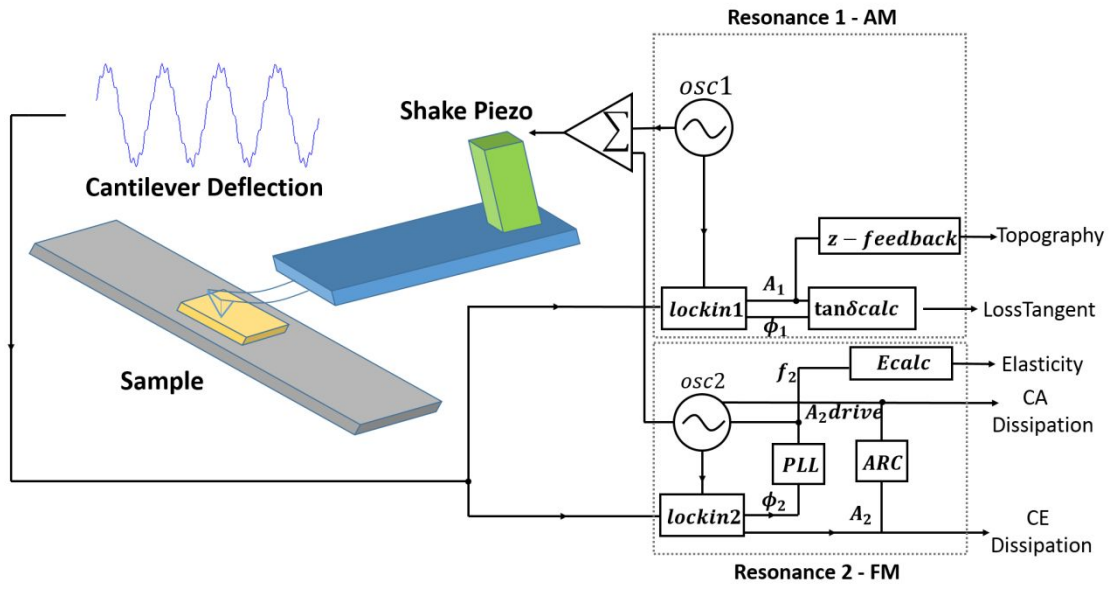 Resonance 1 - AM
osc1
Shake Piezo
Σ
Cantilever Deflection
z - feedback
Topography
A₁
lockin1
tanδcalc
LossTangent
ϕ₁
Sample
Ecalc
Elasticity
f₂
osc2
A₂drive
CA
Dissipation
PLL
ARC
ϕ₂
A₂
lockin2
CE
Dissipation
Resonance 2 - FM